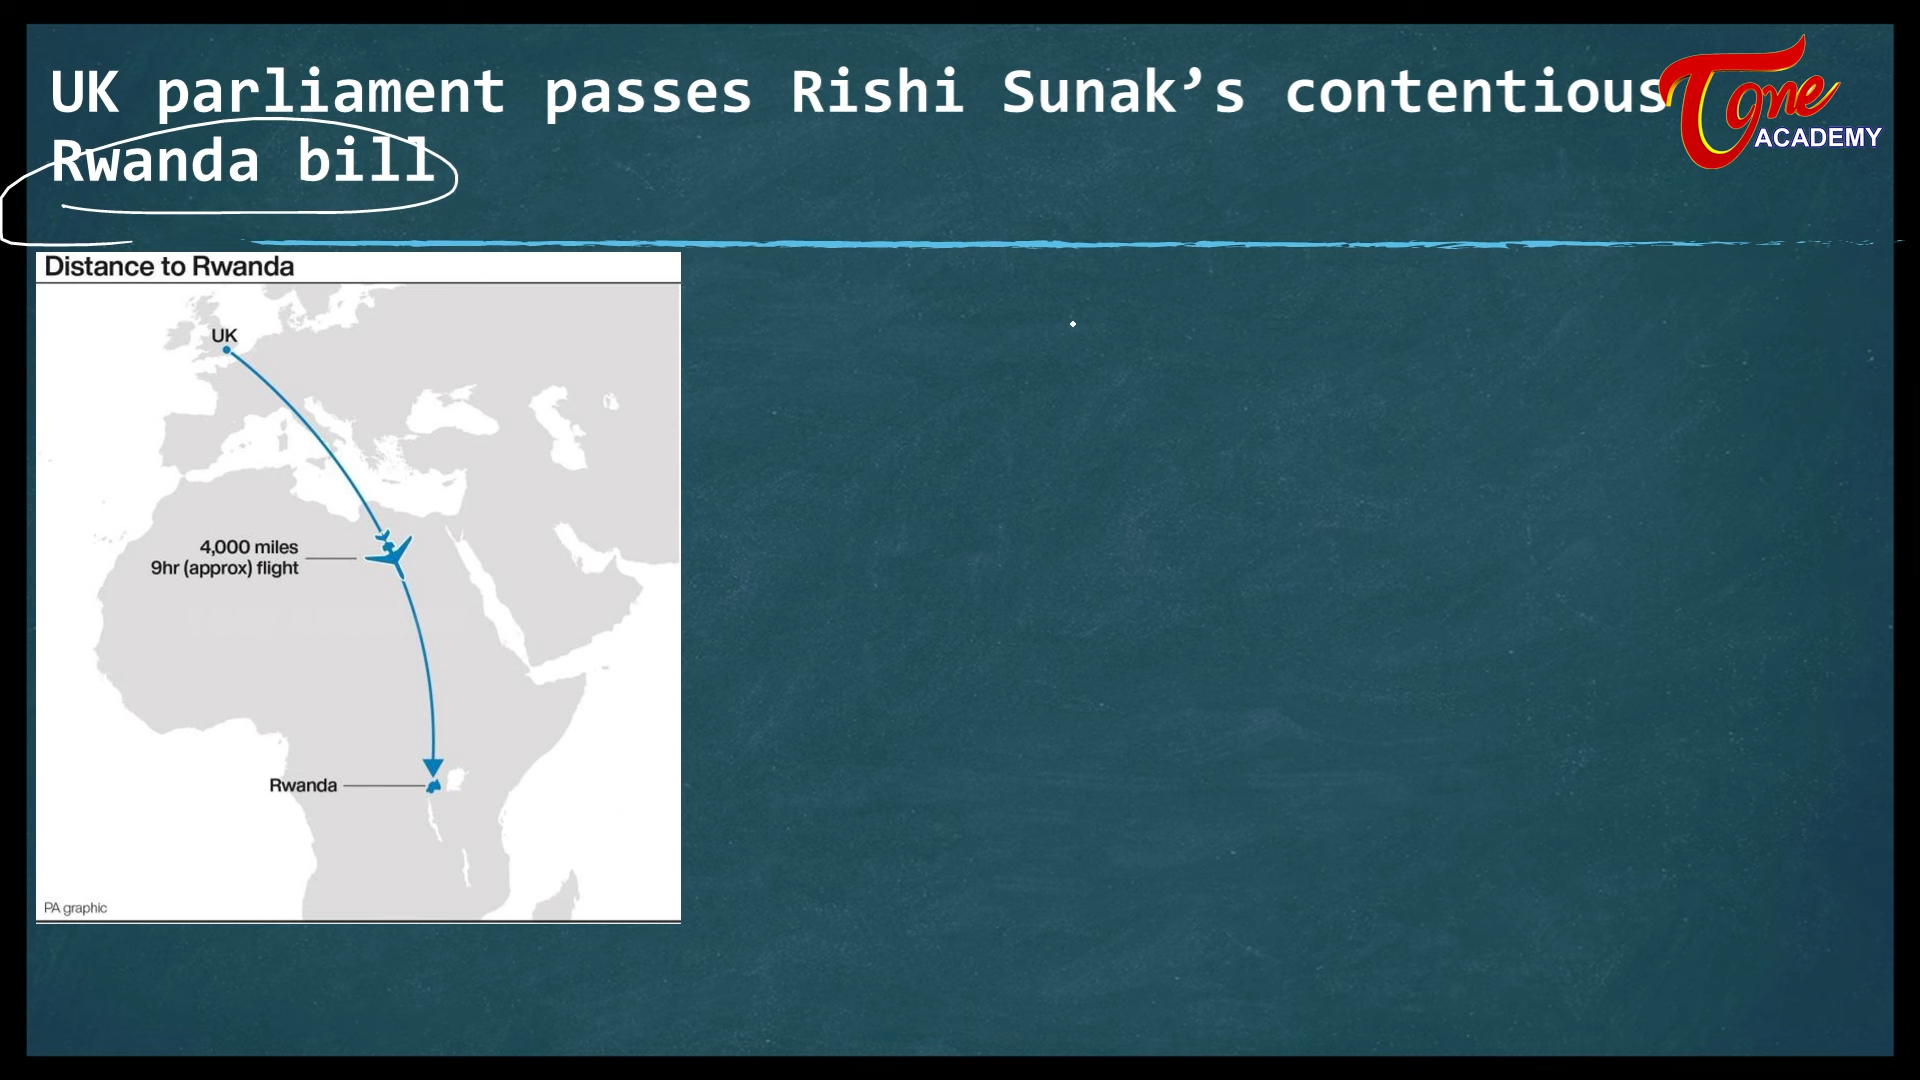 UK parliament passes Rishi Sunak’s contentious
Rwanda bill
Tone
ACADEMY
Distance to Rwanda
UK
4,000 miles
9hr (approx) flight
Rwanda
PA graphic